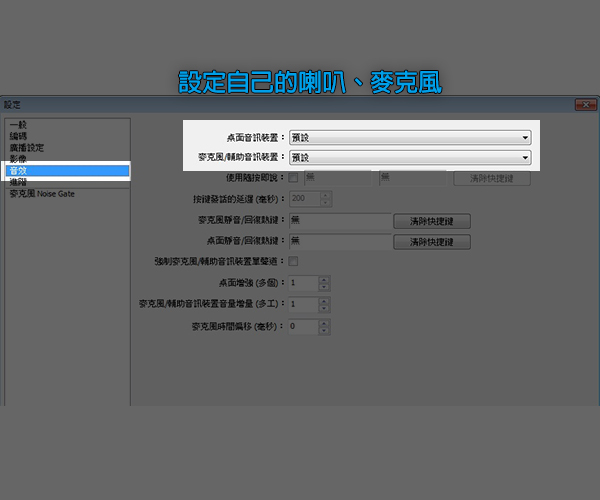 設定自己的喇叭、麥克風
設定
一般
編碼
廣播設定
影像
音效
進階
麥克風 Noise Gate
桌面音訊裝置： 預設
麥克風/輔助音訊裝置： 預設
使用隨按即說： 無 無 清除快捷鍵
按鍵發話的延遲 (毫秒)： 200
麥克風靜音/回復熱鍵： 無 清除快捷鍵
桌面靜音/回復熱鍵： 無 清除快捷鍵
強制麥克風/輔助音訊裝置單聲道：
桌面增強 (多個)： 1
麥克風/輔助音訊裝置音量增量 (多工)： 1
麥克風時間偏移 (毫秒)： 0